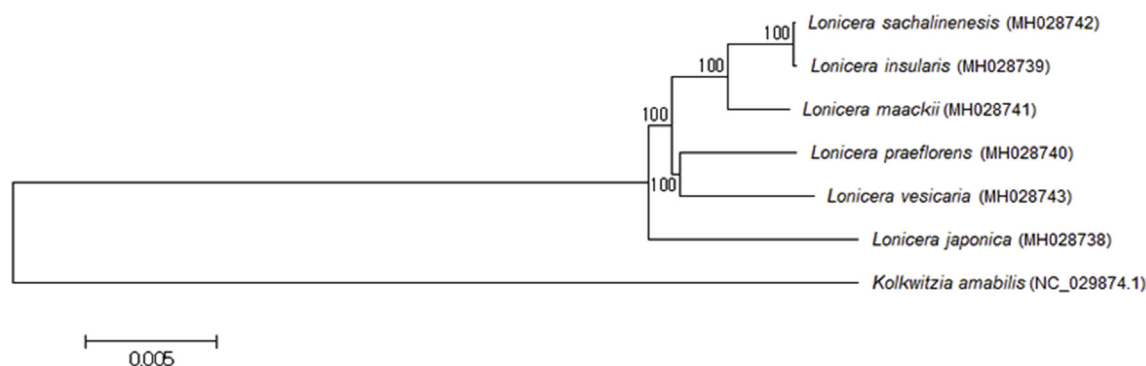 Lonicera sachalinenesis (MH028742)
100
Lonicera insularis (MH028739)
100
Lonicera maackii (MH028741)
100
Lonicera praeflorens (MH028740)
100
Lonicera vesicaria (MH028743)
Lonicera japonica (MH028738)
Kolkwitzia amabilis (NC_029874.1)
0.005